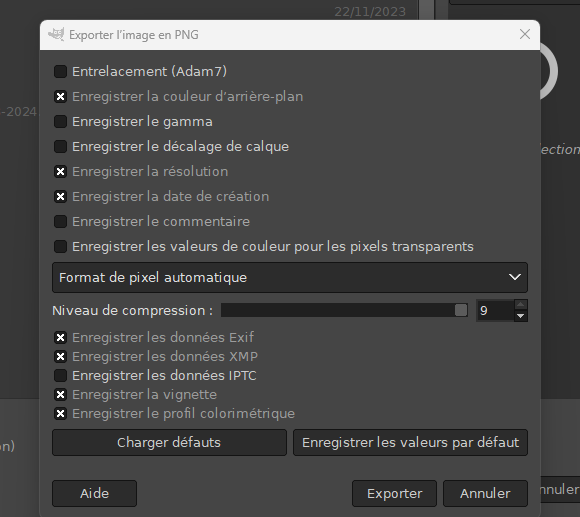 22/11/2023
Exporter l'image en PNG
Entrelacement (Adam7)
Enregistrer la couleur d'arrière-plan
-2024
Enregistrer le gamma
Enregistrer le décalage de calque
ection
Enregistrer la résolution
Enregistrer la date de création
Enregistrer le commentaire
Enregistrer les valeurs de couleur pour les pixels transparents
Format de pixel automatique
Niveau de compression :
9
Enregistrer les données Exif
Enregistrer les données XMP
Enregistrer les données IPTC
Enregistrer la vignette
Enregistrer le profil colorimétrique
Charger défauts
Enregistrer les valeurs par défaut
on)
Aide
Exporter
Annuler
nnuler